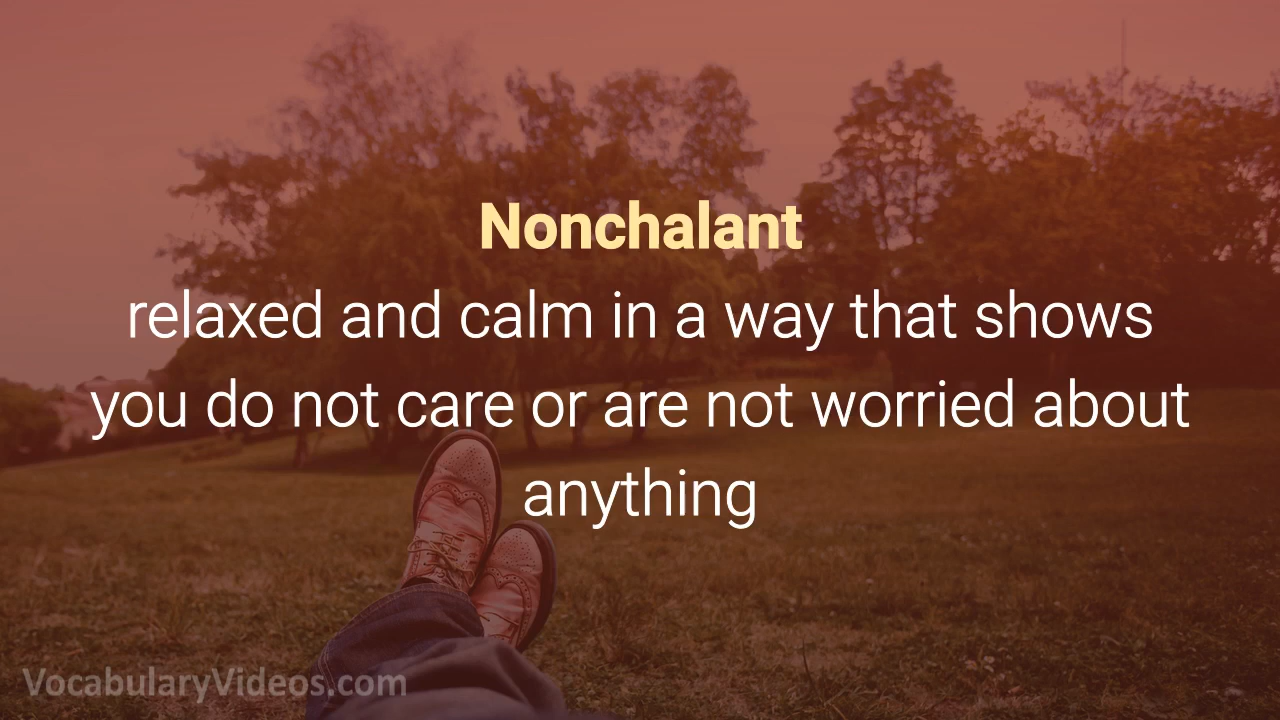 Nonchalant
relaxed and calm in a way that shows
you do not care or are not worried about
anything
VocabularyVideos.com